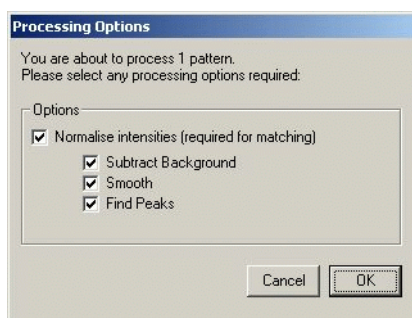 Processing Options
You are about to process 1 pattern.
Please select any processing options required:
Options
Normalise intensities (required for matching)
Subtract Background
Smooth
Find Peaks
Cancel
OK